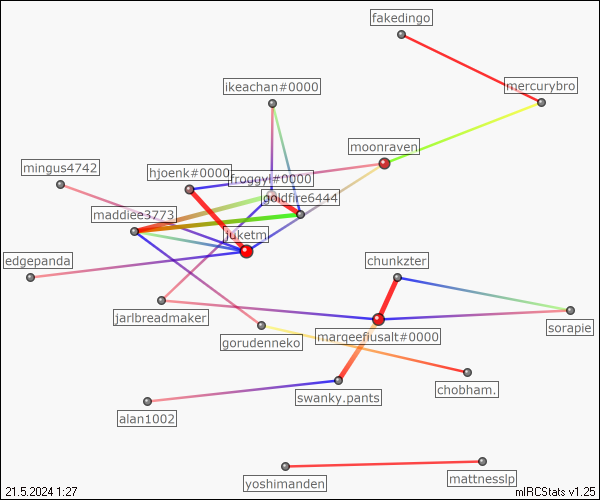 fakedingo
mercurybro
ikeachan#0000
moonraven
mingus4742
hjoenk#0000
froggyl#0000
goldfire6444
maddiee3773
juketm
edgepanda
chunkzter
jarlbreadmaker
sorapie
marqeefiusalt#0000
gorudenneko
chobham.
swanky.pants
alan1002
mattnesslp
yoshimanden
21.5.2024 1:27
mIRCStats v1.25